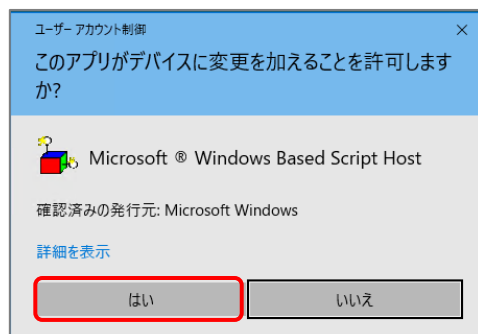 ユーザー アカウント制御
このアプリがデバイスに変更を加えることを許可します
か?
Microsoft ® Windows Based Script Host
確認済みの発行元: Microsoft Windows
詳細を表示
はい
いいえ